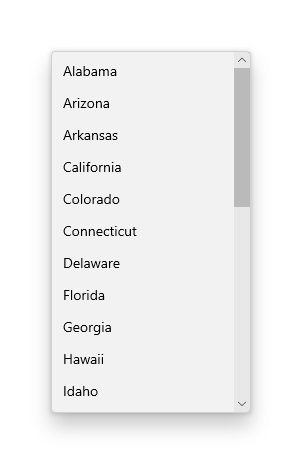 Alabama
Arizona
Arkansas
California
Colorado
Connecticut
Delaware
Florida
Georgia
Hawaii
Idaho